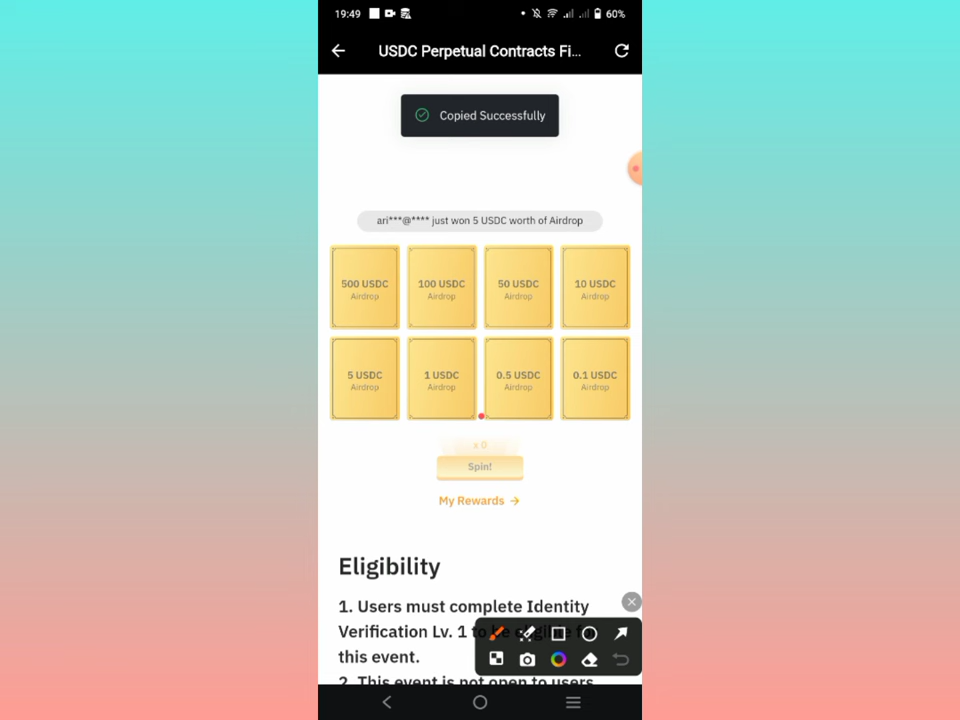 19:49
60%
USDC Perpetual Contracts Fi...
Copied Successfully
ari***@**** just won 5 USDC worth of Airdrop
500 USDC
Airdrop
100 USDC
Airdrop
50 USDC
Airdrop
10 USDC
Airdrop
5 USDC
Airdrop
1 USDC
Airdrop
0.5 USDC
Airdrop
0.1 USDC
Airdrop
x 0
Spin!
My Rewards →
Eligibility
1. Users must complete Identity
Verification Lv. 1 to be eligible for
this event.
2. This event is not open to users